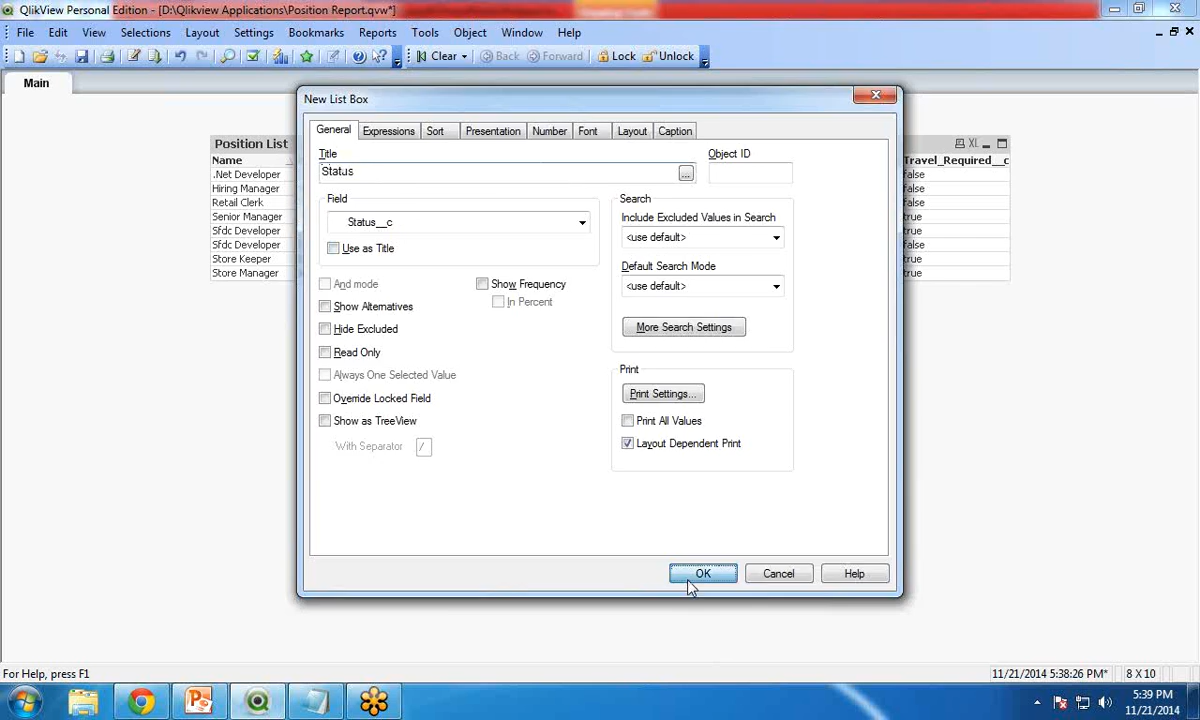 QlikView Personal Edition - [D:\Qlikview Applications\Position Report.qvw*]
File Edit View Selections Layout Settings Bookmarks Reports Tools Object Window Help
Clear Back Forward Lock Unlock
Main
New List Box
General Expressions Sort Presentation Number Font Layout Caption
Title
Status
...
Object ID
Field
Status__c
Use as Title
And mode
Show Alternatives
Hide Excluded
Read Only
Always One Selected Value
Override Locked Field
Show as TreeView
With Separator /
Show Frequency
In Percent
Search
Include Excluded Values in Search
<use default>
Default Search Mode
<use default>
More Search Settings
Print
Print Settings...
Print All Values
Layout Dependent Print
OK Cancel Help
Position List XL
Name Travel_Required__c
.Net Developer false
Hiring Manager false
Retail Clerk false
Senior Manager true
Sfdc Developer true
Sfdc Developer false
Store Keeper true
Store Manager true
For Help, press F1 11/21/2014 5:38:26 PM* 8 X 10
5:39 PM
11/21/2014